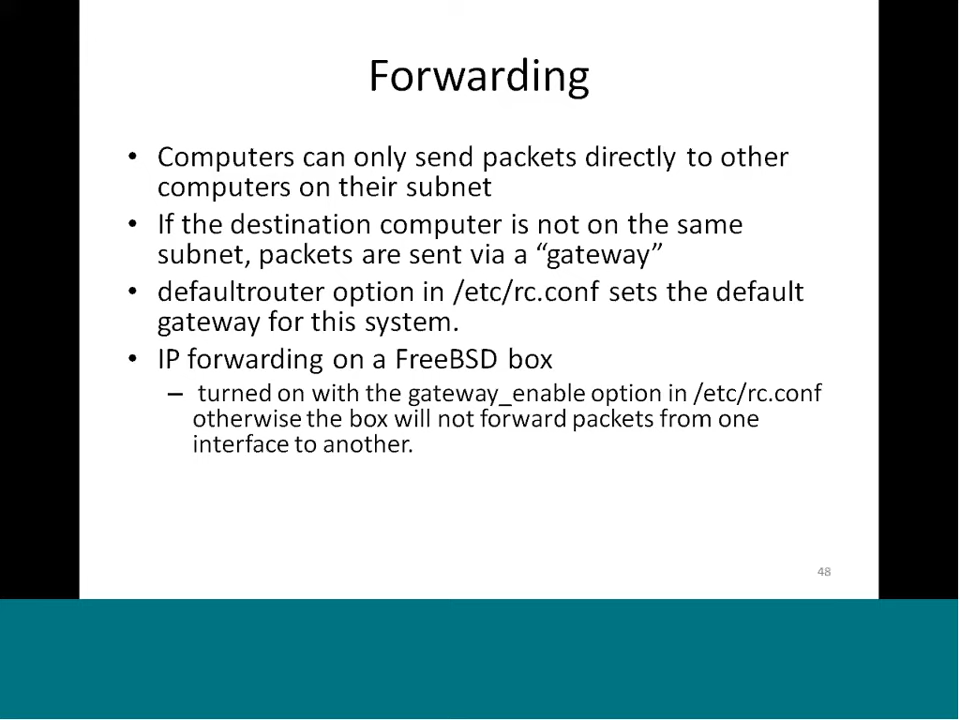 Forwarding
• Computers can only send packets directly to other
computers on their subnet
• If the destination computer is not on the same
subnet, packets are sent via a “gateway”
• defaultrouter option in /etc/rc.conf sets the default
gateway for this system.
• IP forwarding on a FreeBSD box
– turned on with the gateway_enable option in /etc/rc.conf
otherwise the box will not forward packets from one
interface to another.
48